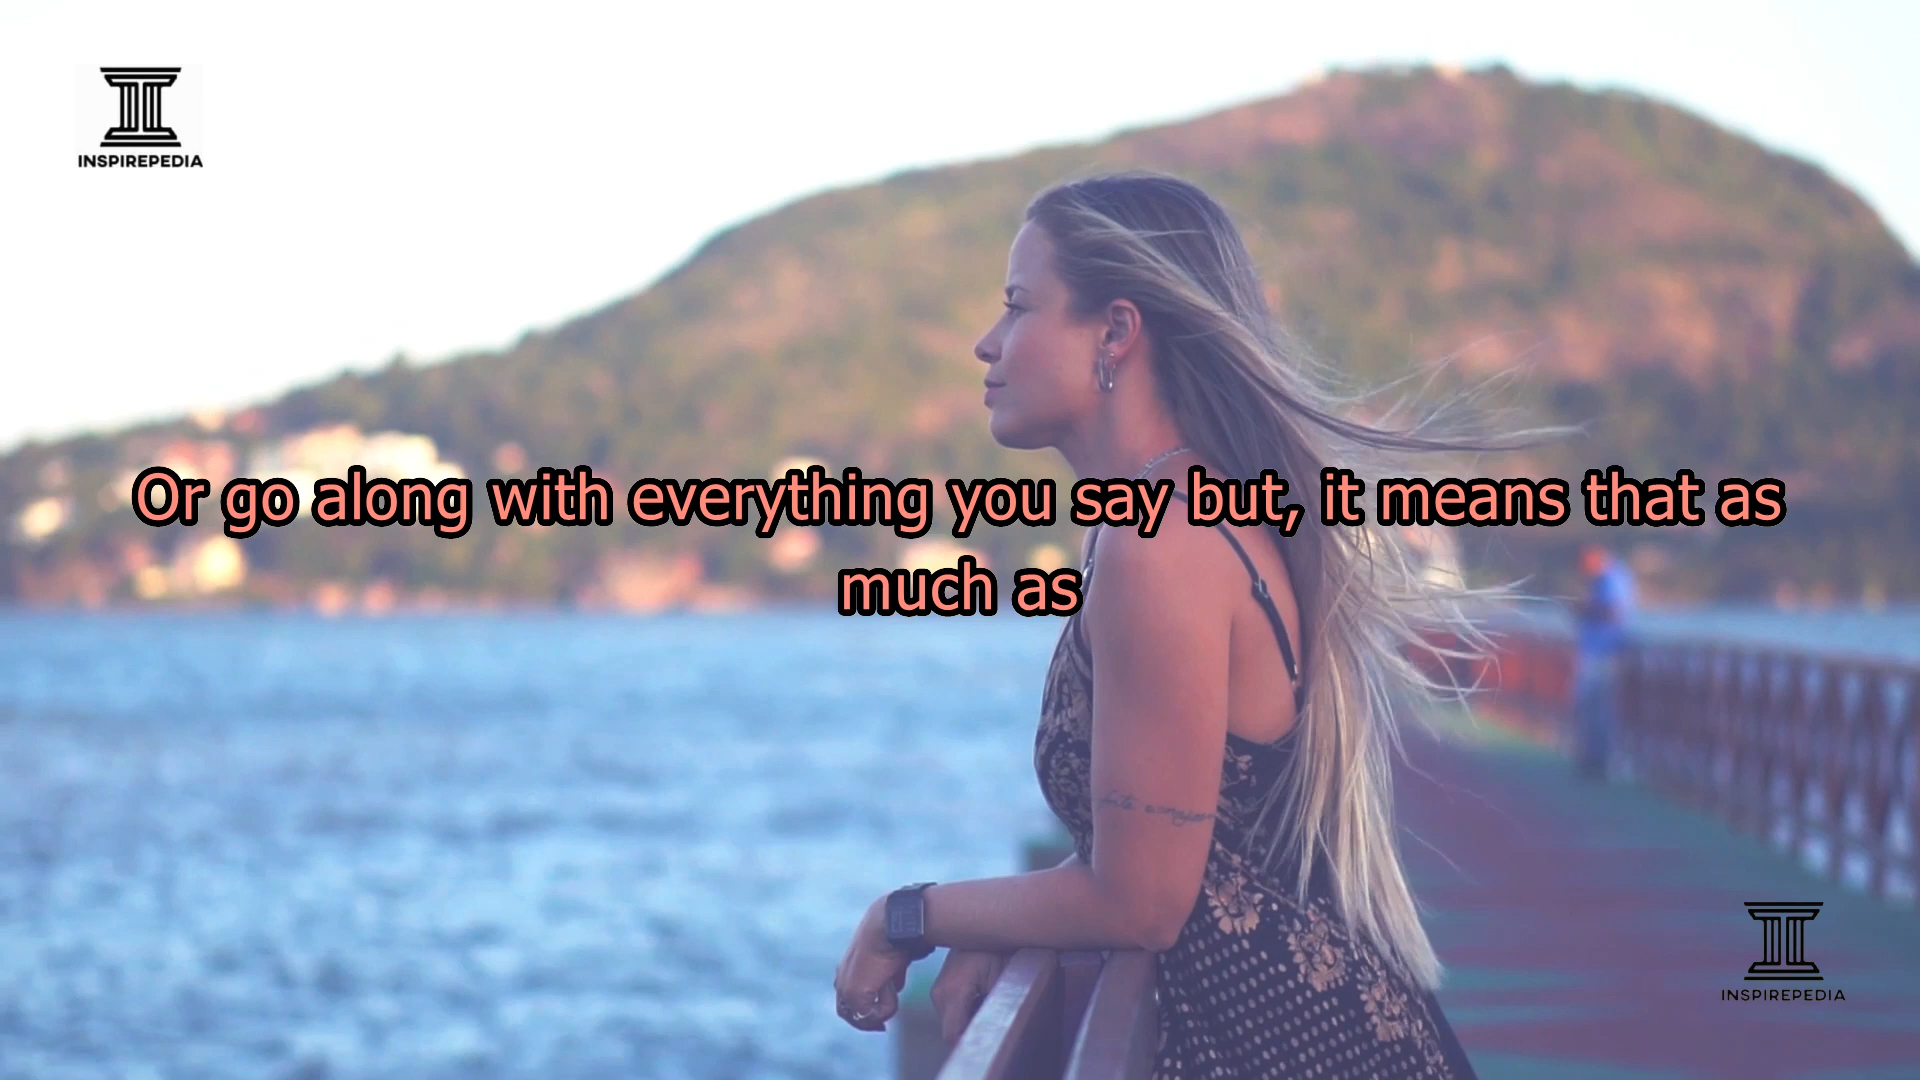 INSPIREPEDIA
Or go along with everything you say but, it means that as
much as
INSPIREPEDIA